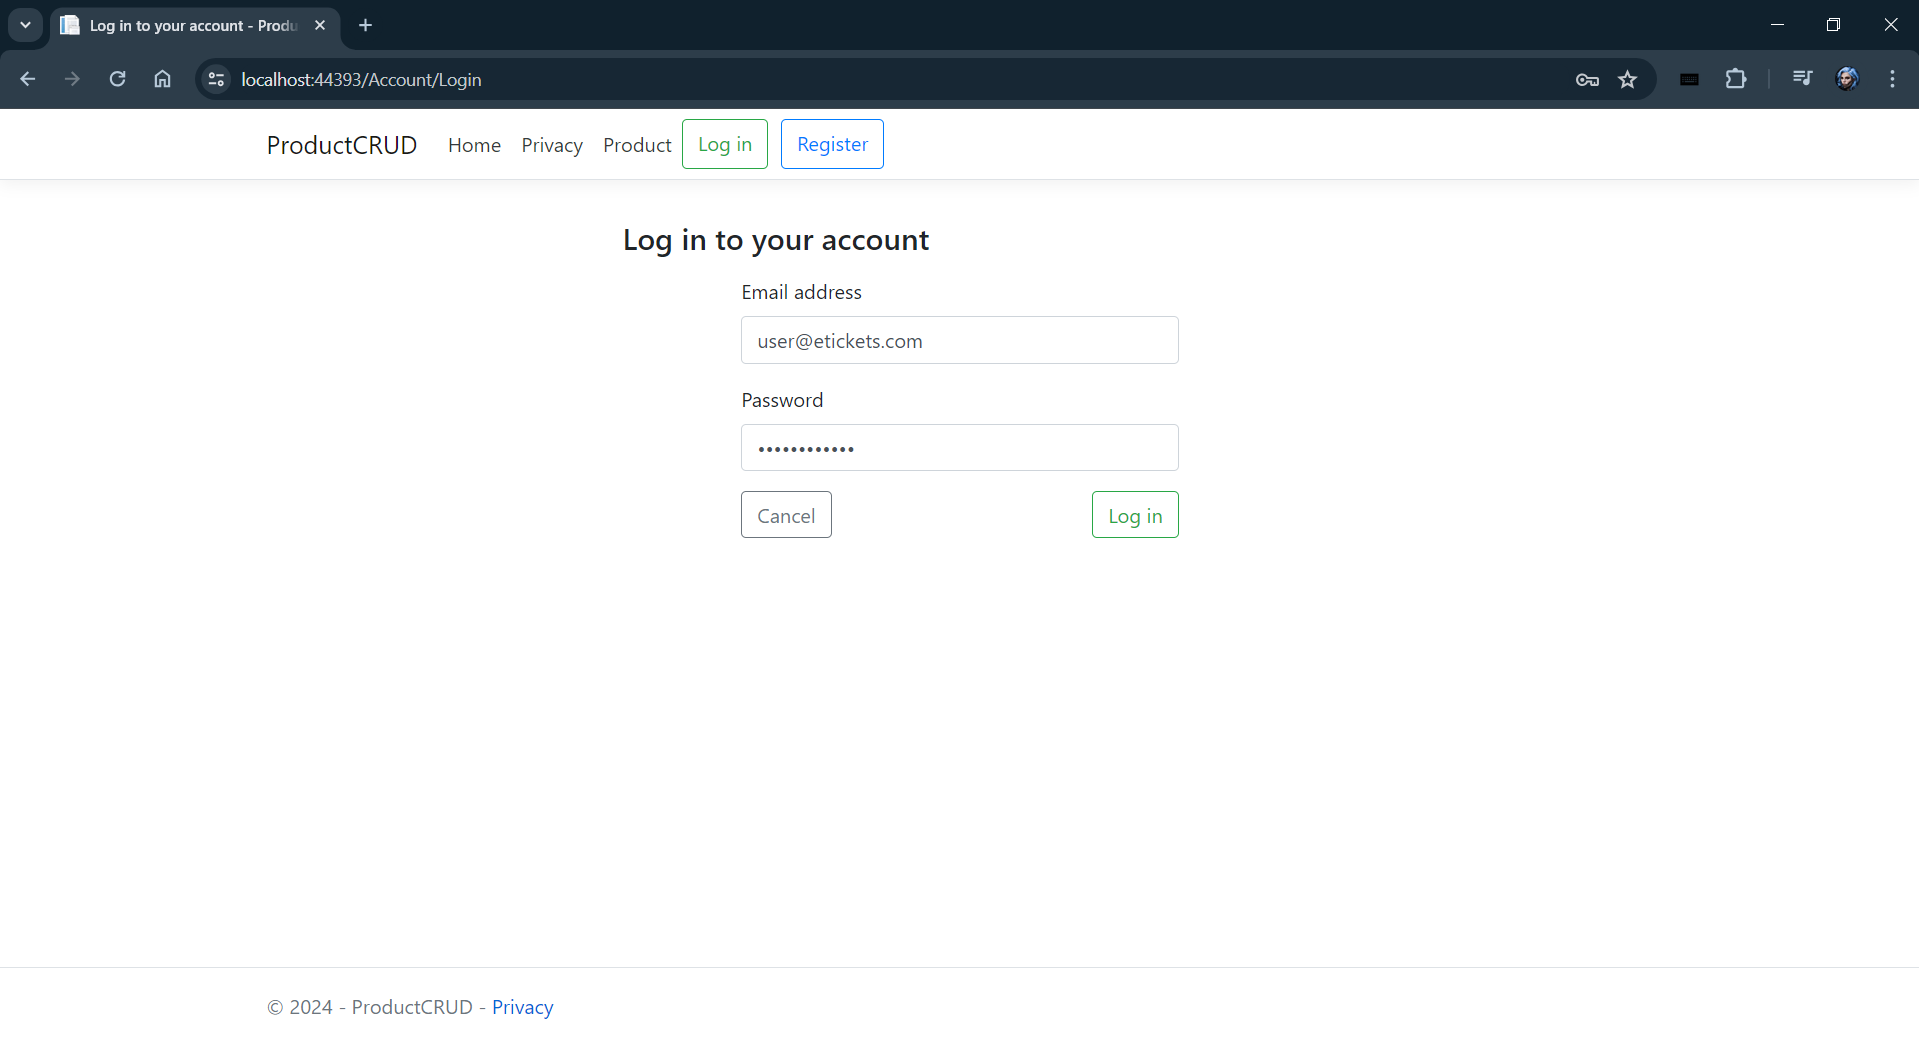 Log in to your account - Produ
localhost:44393/Account/Login
ProductCRUD Home Privacy Product Log in Register
Log in to your account
Email address
user@etickets.com
Password
••••••••••••
Cancel Log in
© 2024 - ProductCRUD - Privacy